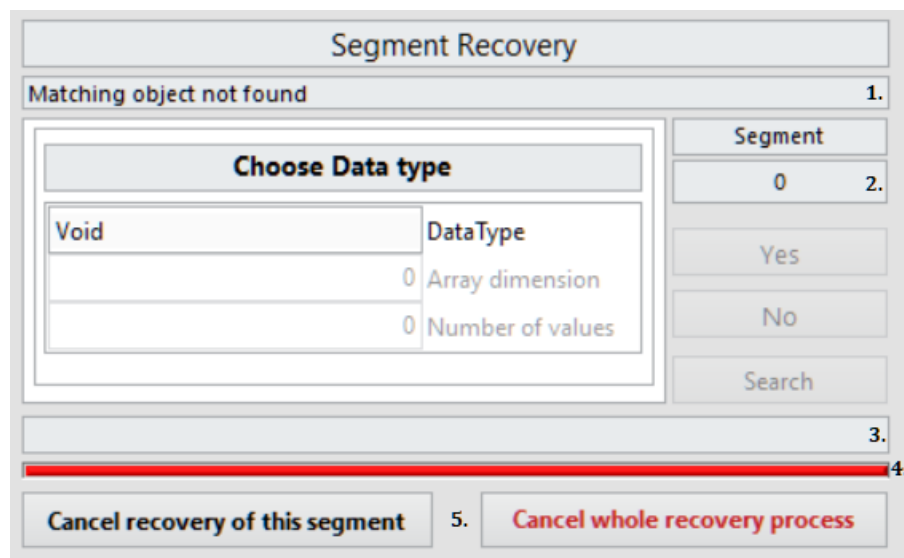 Segment Recovery
Matching object not found 1.
Segment
Choose Data type
0 2.
Void DataType
Yes
0 Array dimension
No
0 Number of values
Search
3.
4.
Cancel recovery of this segment 5. Cancel whole recovery process